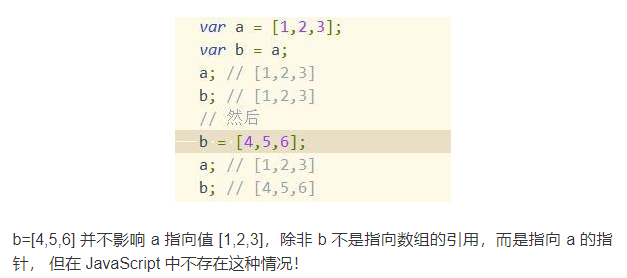 var a = [1,2,3];
var b = a;
a; // [1,2,3]
b; // [1,2,3]
// 然后
b = [4,5,6];
a; // [1,2,3]
b; // [4,5,6]
b=[4,5,6] 并不影响 a 指向值 [1,2,3]，除非 b 不是指向数组的引用，而是指向 a 的指
针， 但在 JavaScript 中不存在这种情况！